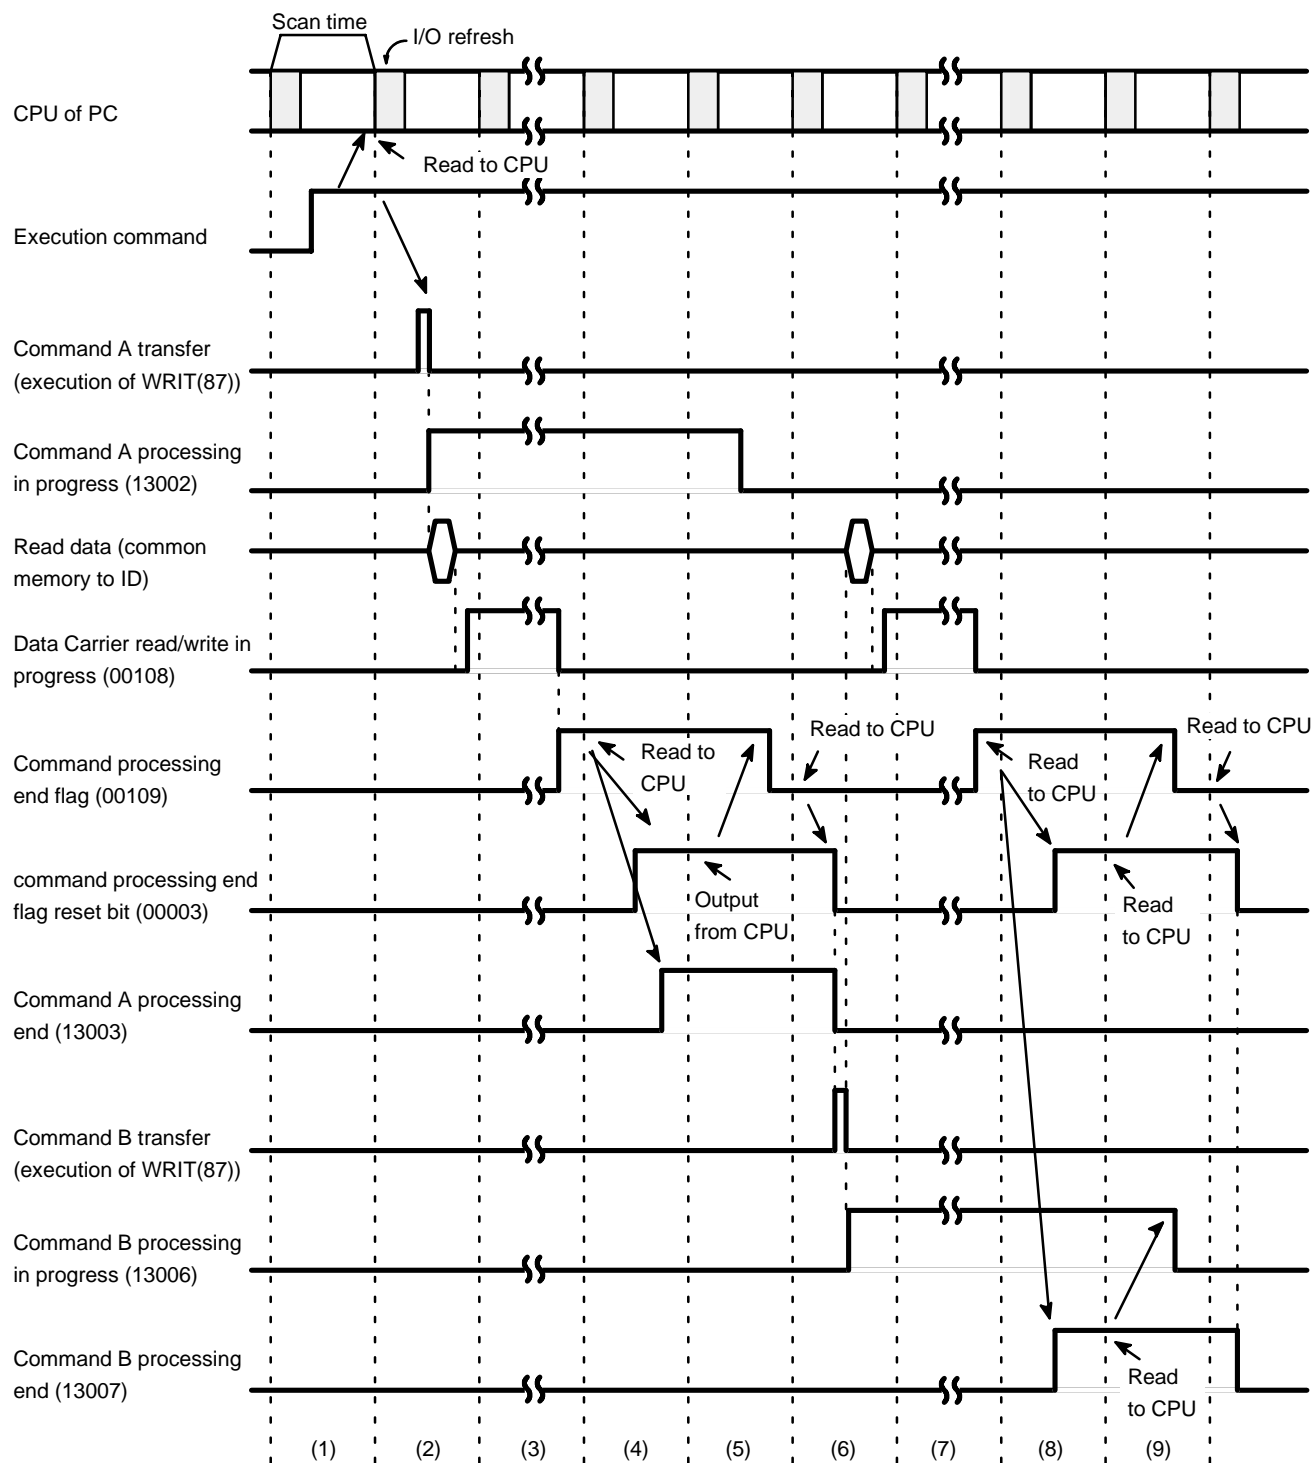 Scan time
I/O refresh
CPU of PC
Read to CPU
Execution command
Command A transfer
(execution of WRIT(87))
Command A processing
in progress (13002)
Read data (common
memory to ID)
Data Carrier read/write in
progress (00108)
Read to CPU
Read to CPU
Read to
CPU
Read
to CPU
Command processing
end flag (00109)
command processing end
flag reset bit (00003)
Output
from CPU
Read
to CPU
Command A processing
end (13003)
Command B transfer
(execution of WRIT(87))
Command B processing
in progress (13006)
Command B processing
end (13007)
Read
to CPU
(1) (2) (3) (4) (5) (6) (7) (8) (9)